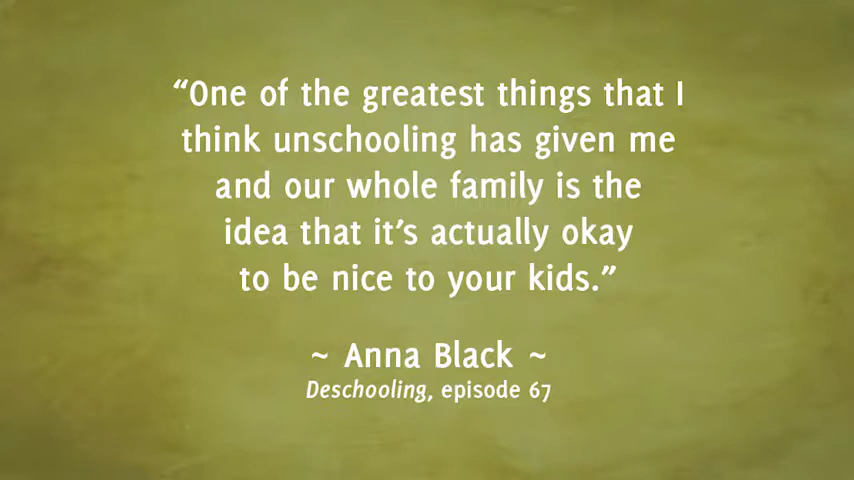 “One of the greatest things that I
think unschooling has given me
and our whole family is the
idea that it’s actually okay
to be nice to your kids.”
~ Anna Black ~
Deschooling, episode 67